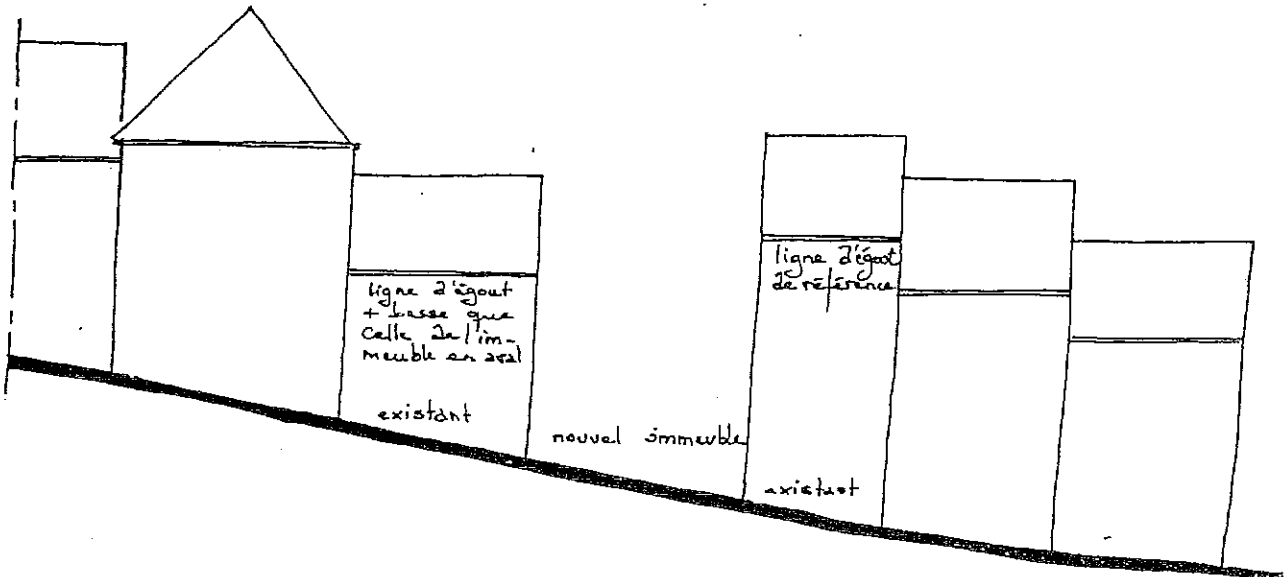 ligne d'égout
+ basse que
celle de l'im-
meuble en aval
existant
nouvel immeuble
ligne d'égout
de référence
existant